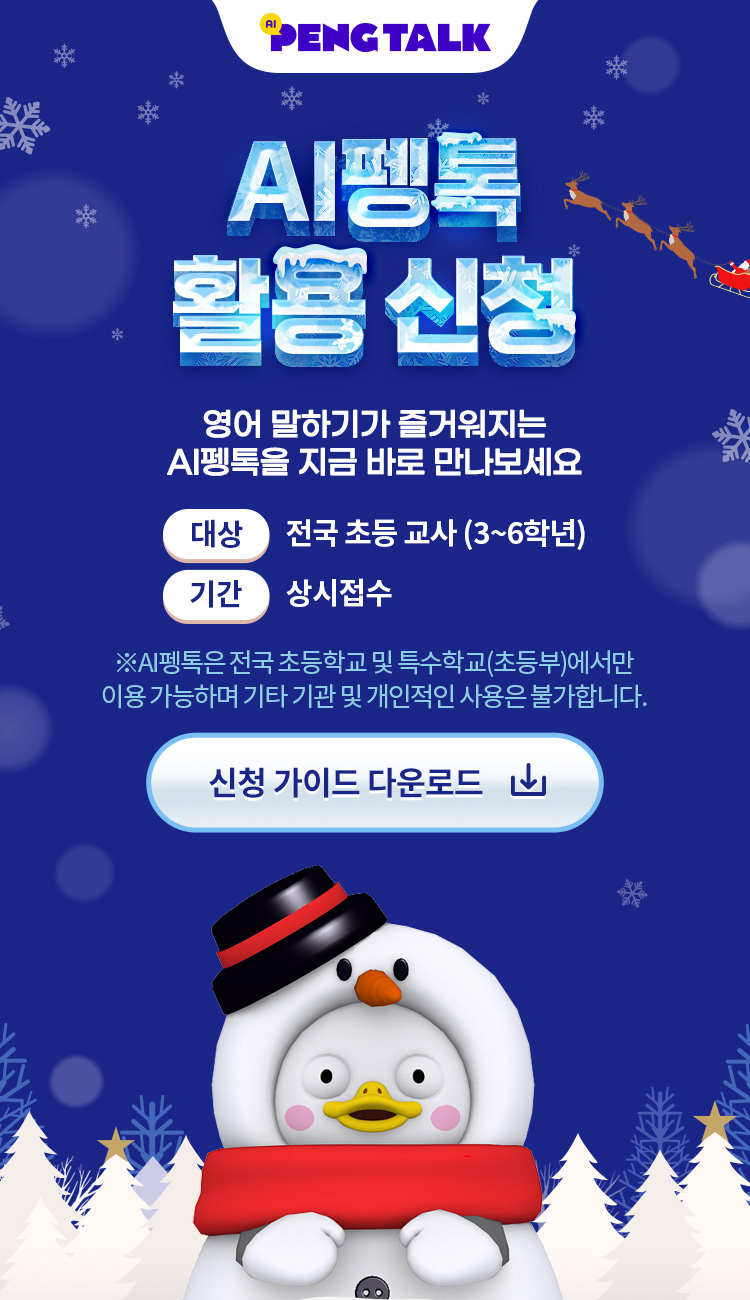 AI PENGTALK
AI펭톡
활용 신청
영어 말하기가 즐거워지는
AI펭톡을 지금 바로 만나보세요
대상 전국 초등 교사 (3~6학년)
기간 상시접수
※AI펭톡은 전국 초등학교 및 특수학교(초등부)에서만
이용 가능하며 기타 기관 및 개인적인 사용은 불가합니다.
신청 가이드 다운로드